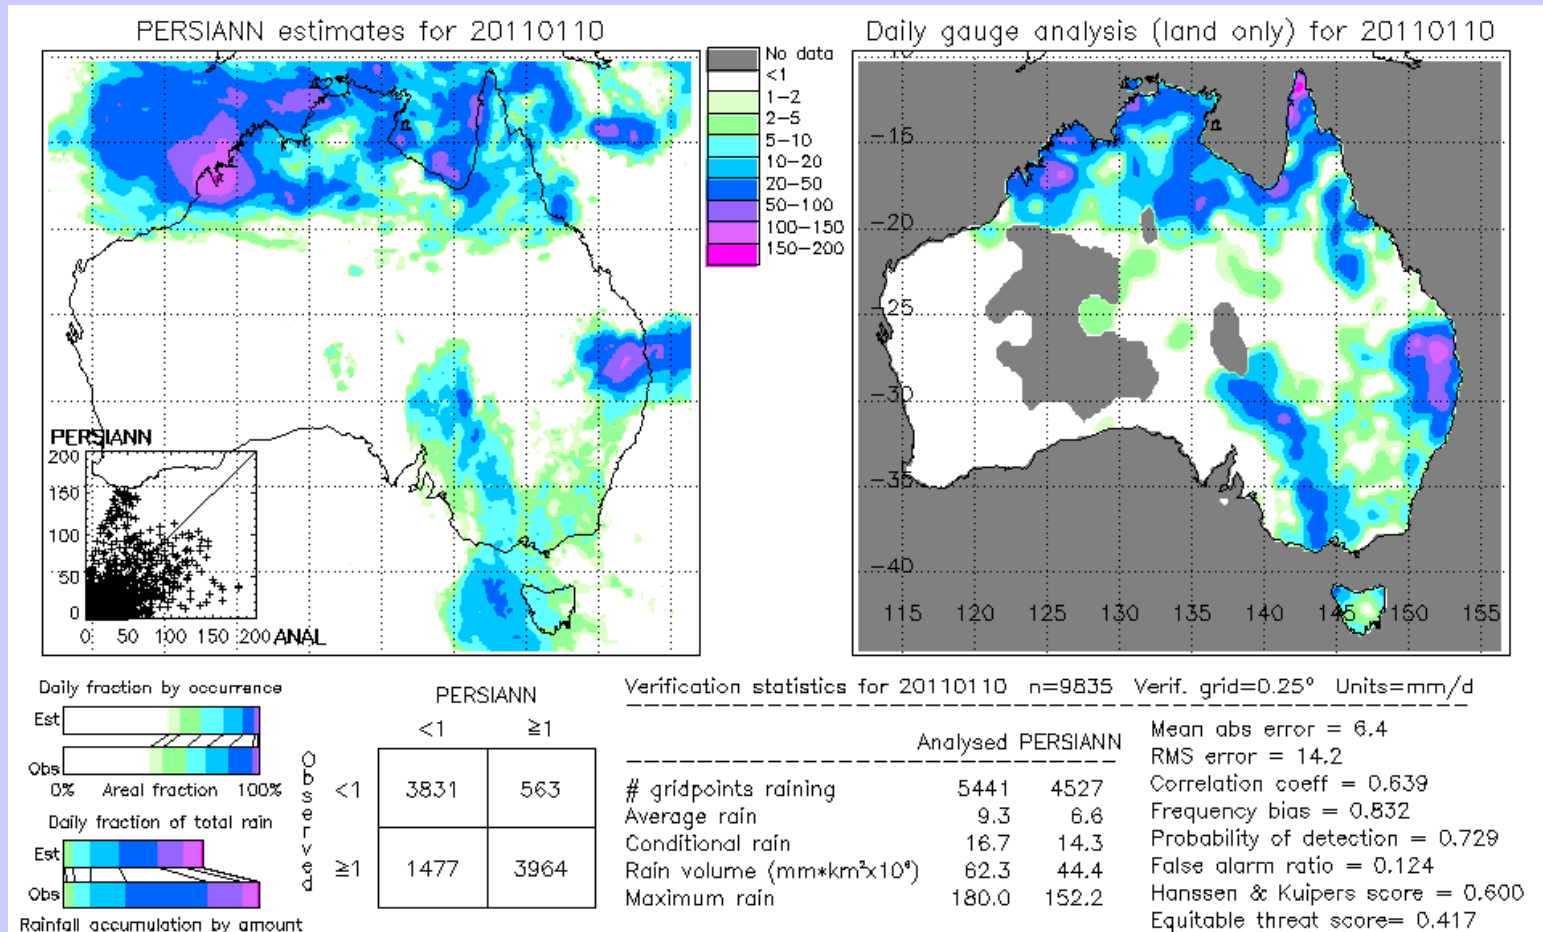 PERSIANN estimates for 20110110
Daily gauge analysis (land only) for 20110110
No data
<1
1-2
2-5
5-10
10-20
20-50
50-100
100-150
150-200
-15
-20
-25
-30
-35
-40
115 120 125 130 135 140 145 150 155
PERSIANN
200
150
100
50
0
0 50 100 150 200 ANAL
Daily fraction by occurrence
Est
Obs
0% Areal fraction 100%
Daily fraction of total rain
Est
Obs
Rainfall accumulation by amount
PERSIANN
<1 ≥1
Observed
<1 3831 563
≥1 1477 3964
Verification statistics for 20110110 n=9835 Verif. grid=0.25° Units=mm/d
Analysed PERSIANN
# gridpoints raining 5441 4527
Average rain 9.3 6.6
Conditional rain 16.7 14.3
Rain volume (mm*km²x10⁶) 62.3 44.4
Maximum rain 180.0 152.2
Mean abs error = 6.4
RMS error = 14.2
Correlation coeff = 0.639
Frequency bias = 0.832
Probability of detection = 0.729
False alarm ratio = 0.124
Hanssen & Kuipers score = 0.600
Equitable threat score= 0.417